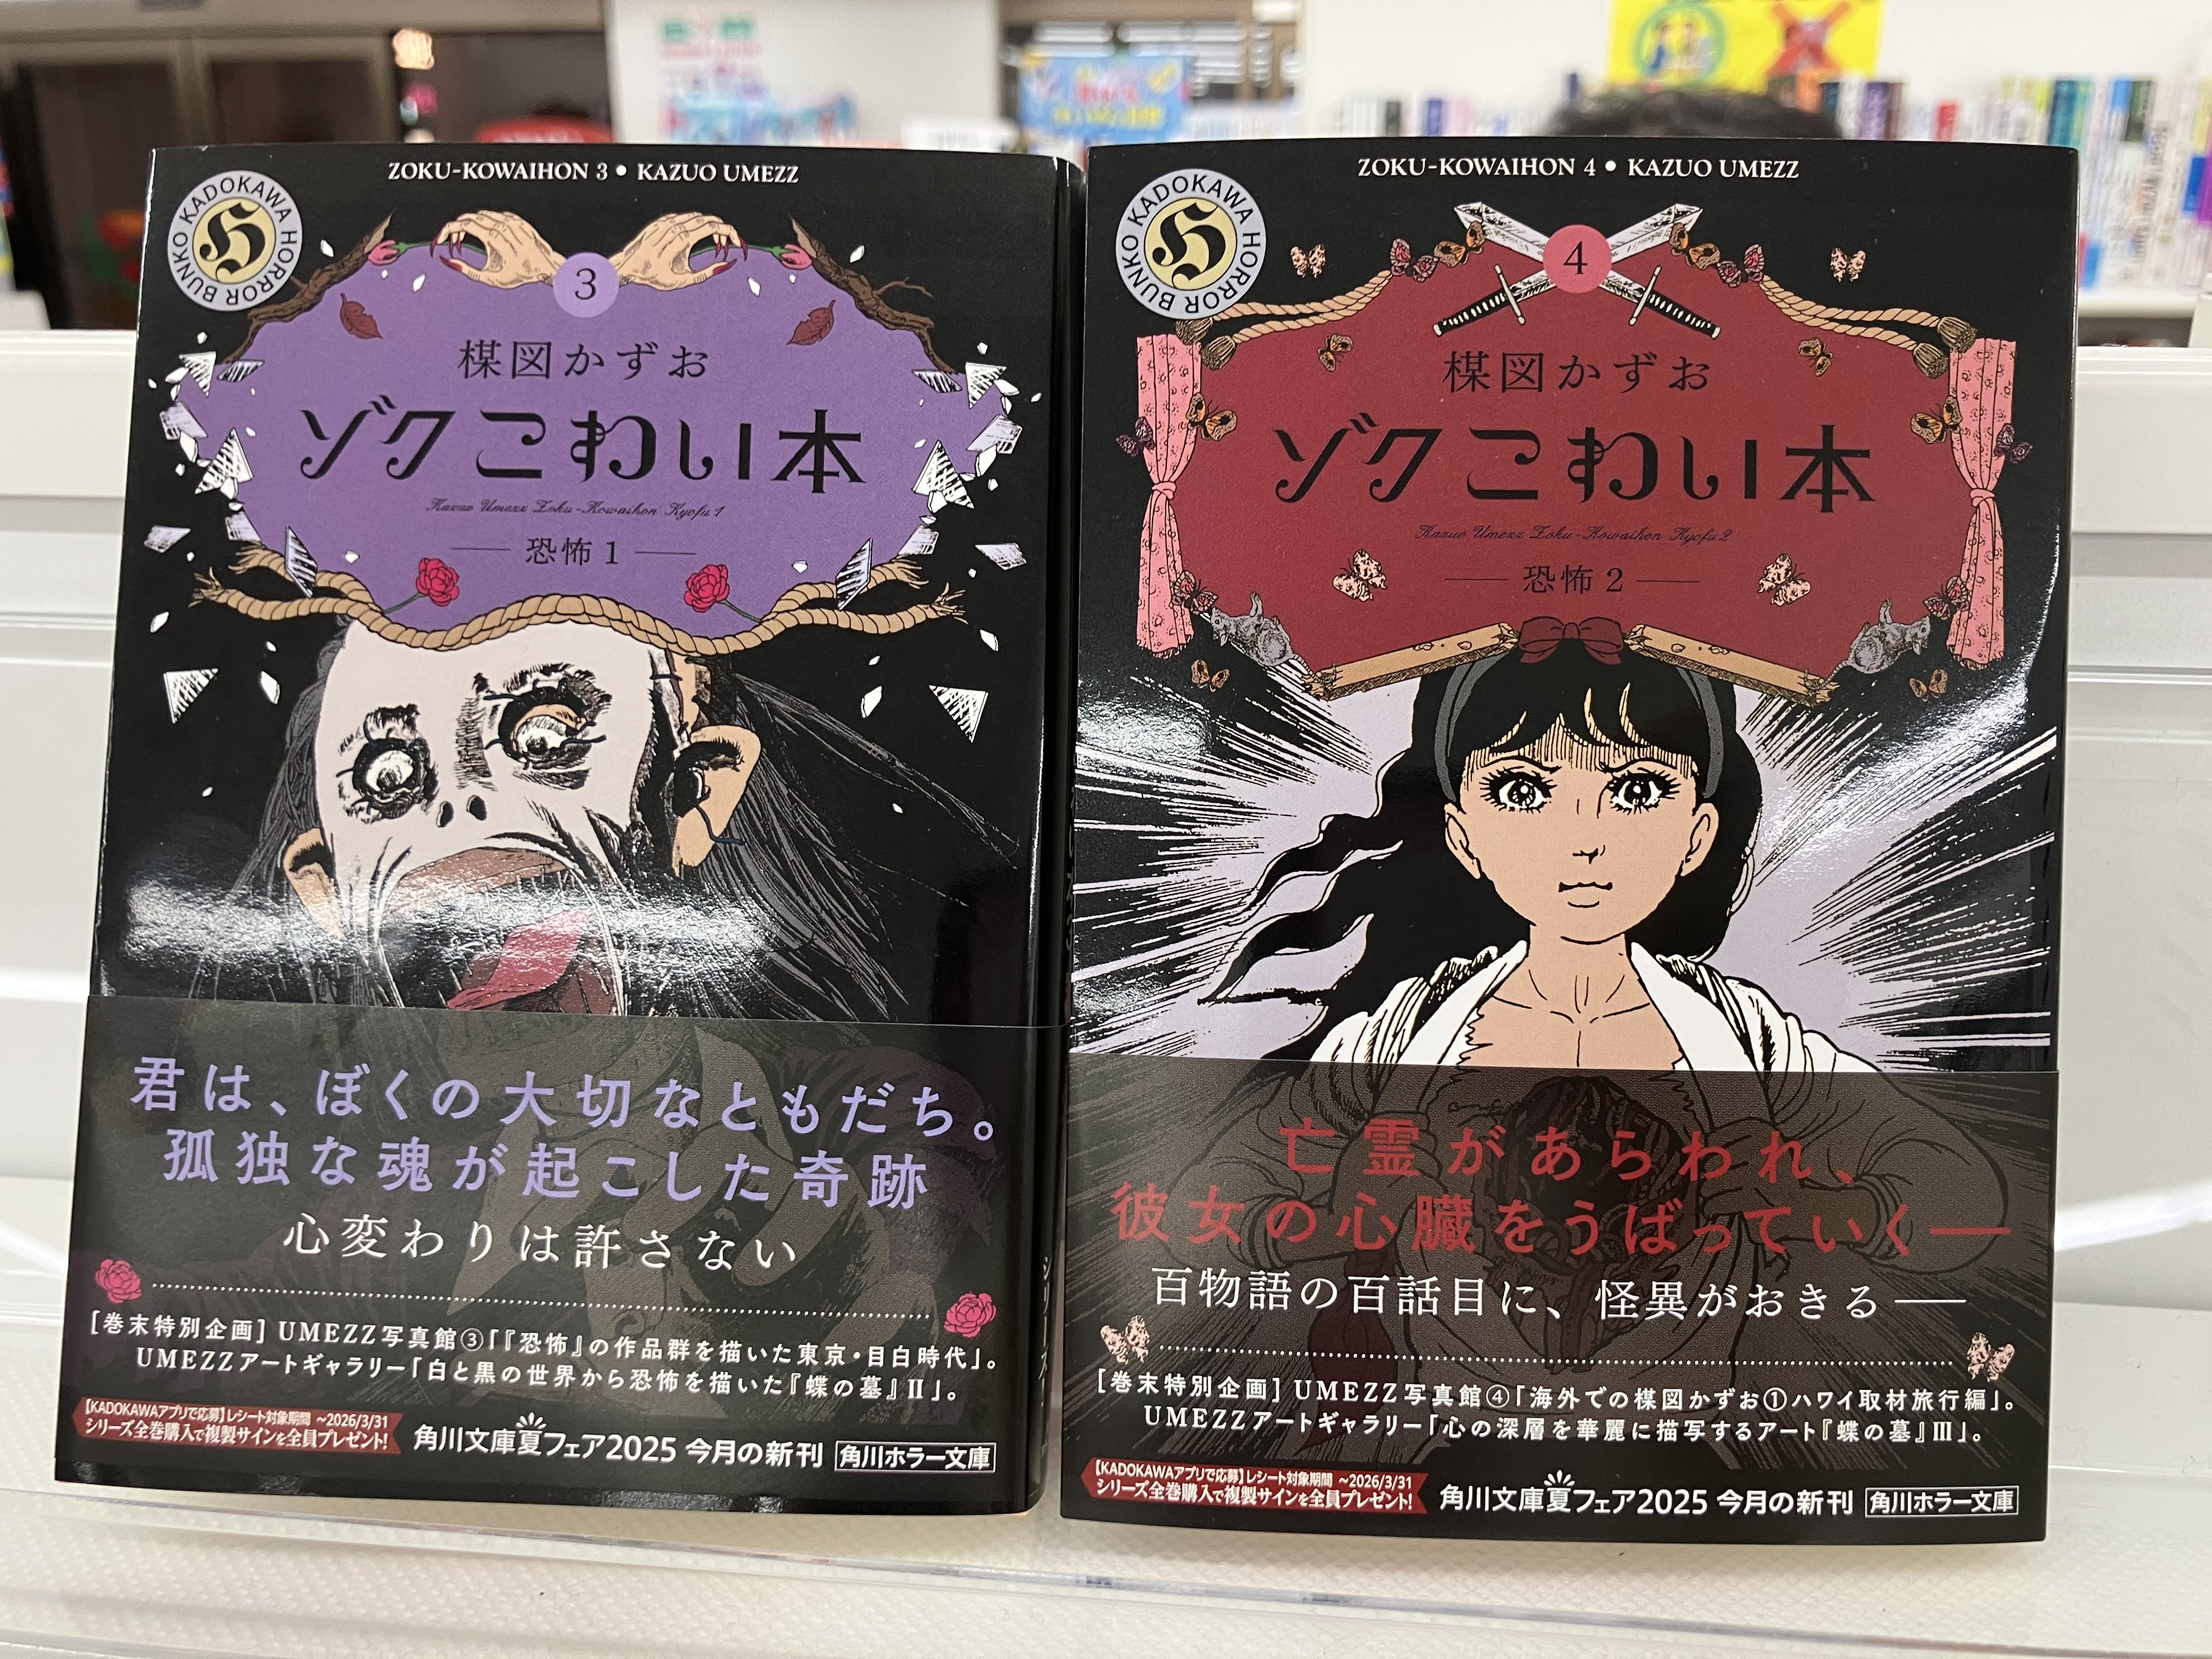 ZOKU-KOWAIHON 3 • KAZUO UMEZZ
KADOKAWA HORROR BUNKO
H
3
楳図かずお
ゾクこわい本
Kazuo Umezz Zoku-Kowaihon Kyofu 1
恐怖 1
君は、ぼくの大切なともだち。
孤独な魂が起こした奇跡
心変わりは許さない
[巻末特別企画] UMEZZ写真館③「『恐怖』の作品群を描いた東京・目白時代」。
UMEZZアートギャラリー「白と黒の世界から恐怖を描いた『蝶の墓』Ⅱ」。
【KADOKAWAアプリで応募】レシート対象期間 ~2026/3/31
シリーズ全巻購入で複製サインを全員プレゼント!
角川文庫夏フェア2025 今月の新刊 角川ホラー文庫
ZOKU-KOWAIHON 4 • KAZUO UMEZZ
KADOKAWA HORROR BUNKO
H
4
楳図かずお
ゾクこわい本
Kazuo Umezz Zoku-Kowaihon Kyofu 2
恐怖 2
亡霊があらわれ、
彼女の心臓をうばっていく――
百物語の百話目に、怪異がおきる――
[巻末特別企画] UMEZZ写真館④「海外での楳図かずお①ハワイ取材旅行編」。
UMEZZアートギャラリー「心の深層を華麗に描写するアート『蝶の墓』Ⅲ」。
【KADOKAWAアプリで応募】レシート対象期間 ~2026/3/31
シリーズ全巻購入で複製サインを全員プレゼント!
角川文庫夏フェア2025 今月の新刊 角川ホラー文庫